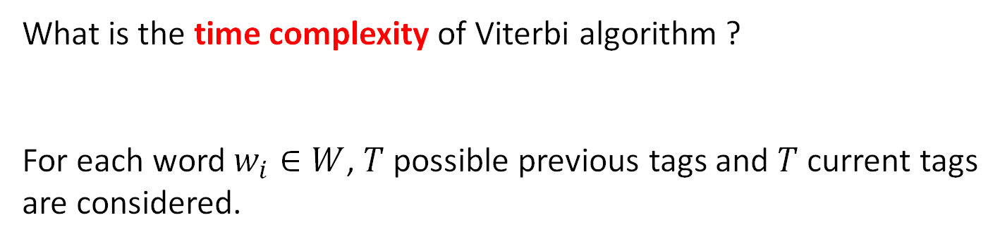 What is the time complexity of Viterbi algorithm ?
For each word wᵢ ∈ W, T possible previous tags and T current tags
are considered.